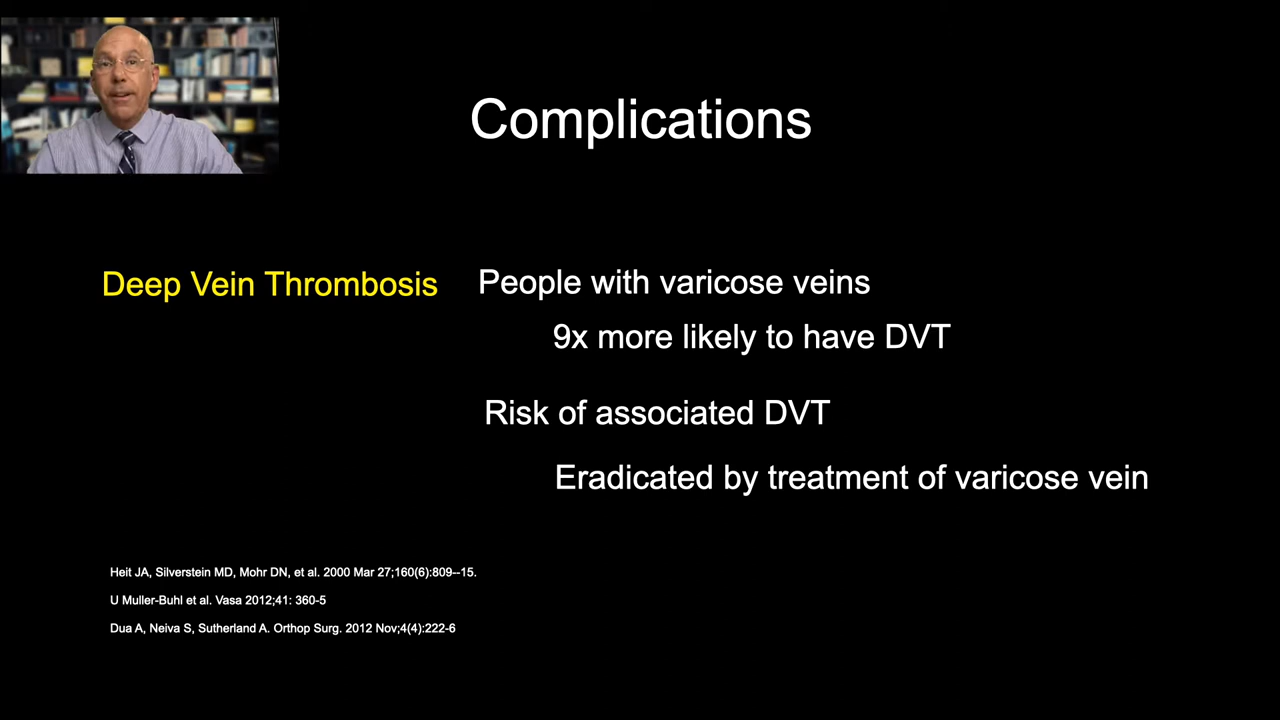 Complications
Deep Vein Thrombosis
People with varicose veins
9x more likely to have DVT
Risk of associated DVT
Eradicated by treatment of varicose vein
Heit JA, Silverstein MD, Mohr DN, et al. 2000 Mar 27;160(6):809--15.
U Muller-Buhl et al. Vasa 2012;41: 360-5
Dua A, Neiva S, Sutherland A. Orthop Surg. 2012 Nov;4(4):222-6